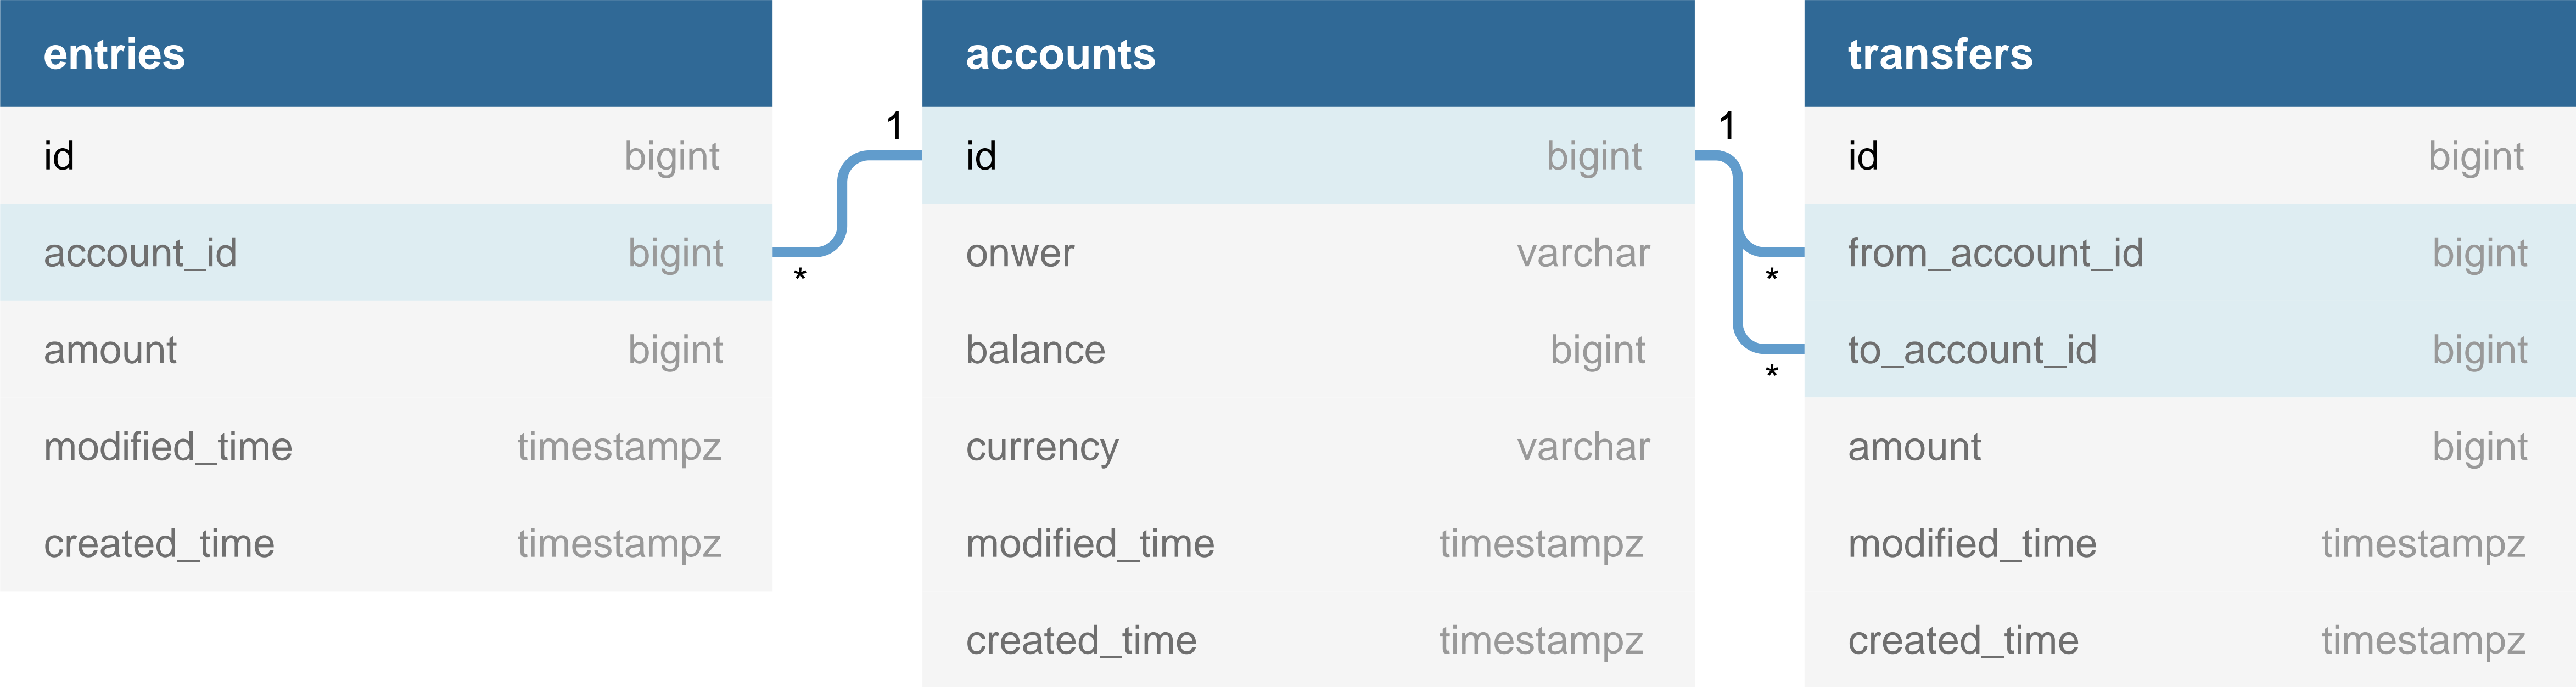 entries
id bigint
account_id bigint
amount bigint
modified_time timestampz
created_time timestampz
1
*
accounts
id bigint
onwer varchar
balance bigint
currency varchar
modified_time timestampz
created_time timestampz
1
*
*
transfers
id bigint
from_account_id bigint
to_account_id bigint
amount bigint
modified_time timestampz
created_time timestampz